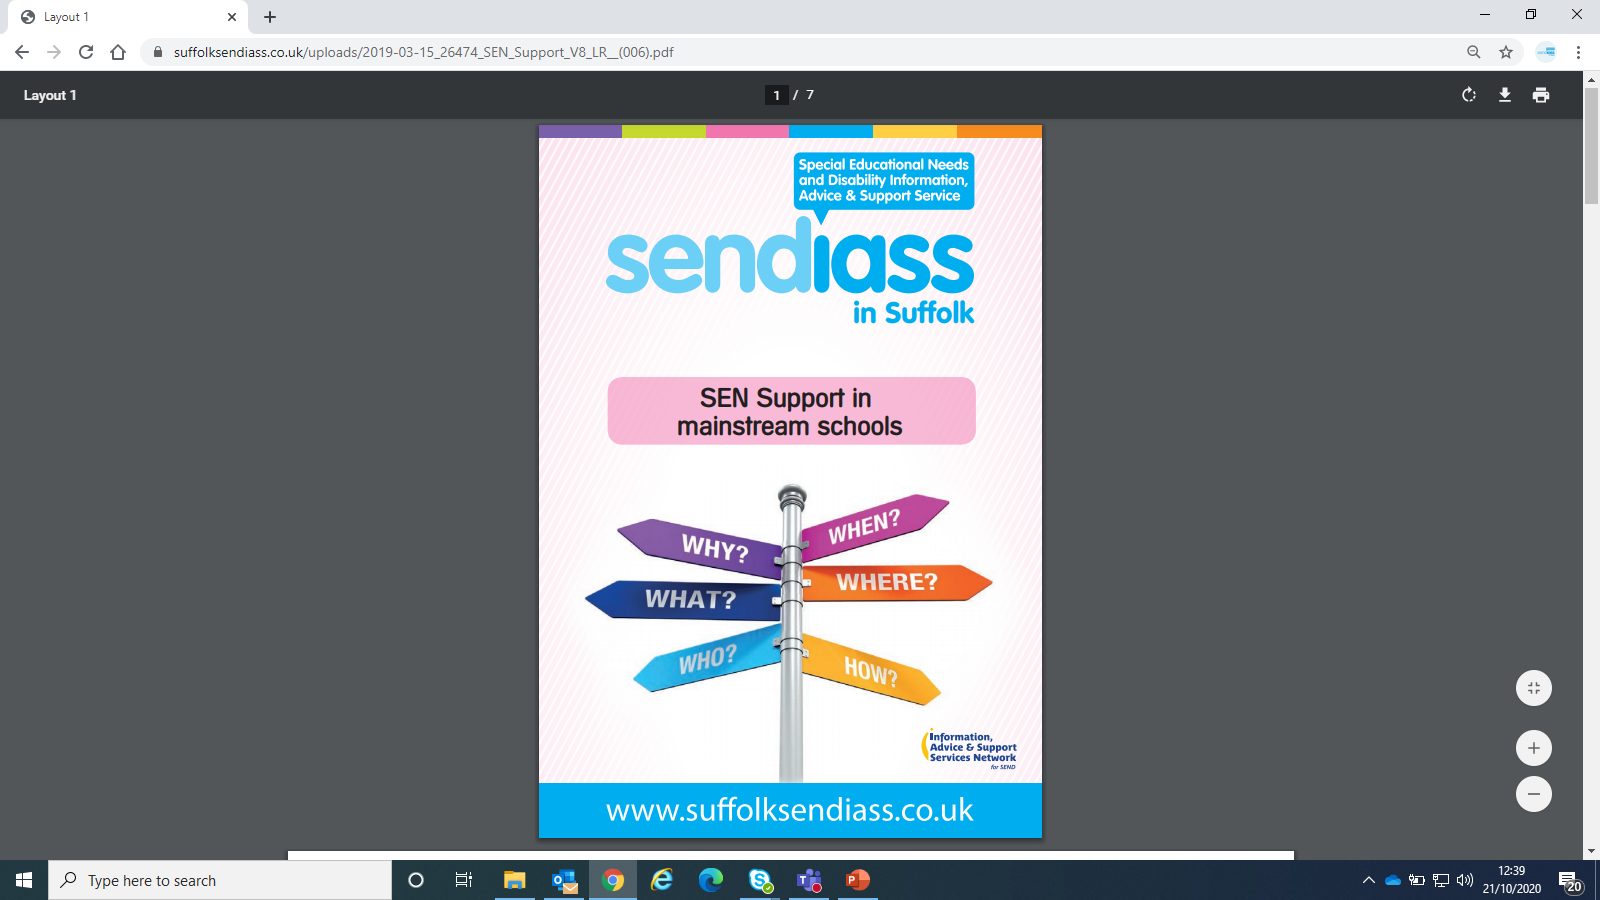 Layout 1
suffolksendiass.co.uk/uploads/2019-03-15_26474_SEN_Support_V8_LR__(006).pdf
Layout 1
1 / 7
Special Educational Needs
and Disability Information,
Advice & Support Service
sendiass
in Suffolk
SEN Support in
mainstream schools
WHEN?
WHY?
WHERE?
WHAT?
WHO?
HOW?
Information,
Advice & Support
Services Network
for SEND
www.suffolksendiass.co.uk
Type here to search
12:39
21/10/2020
20